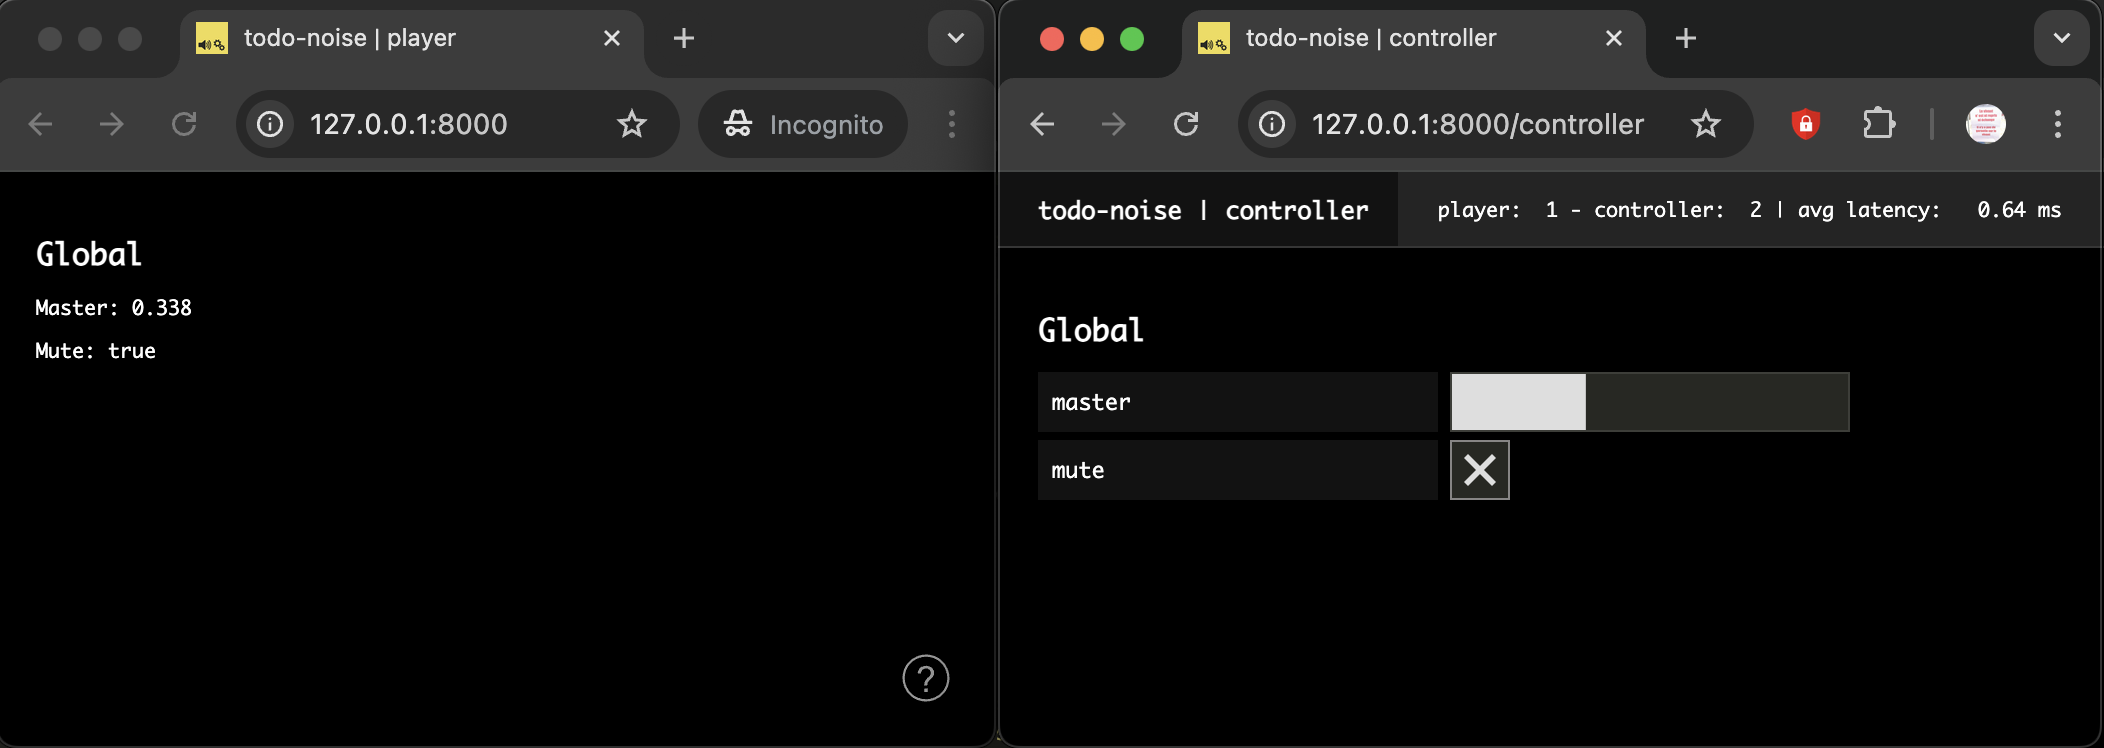 todo-noise | player
127.0.0.1:8000
Incognito
Global
Master: 0.338
Mute: true
?
todo-noise | controller
127.0.0.1:8000/controller
todo-noise | controller
player: 1 - controller: 2 | avg latency: 0.64 ms
Global
master
mute